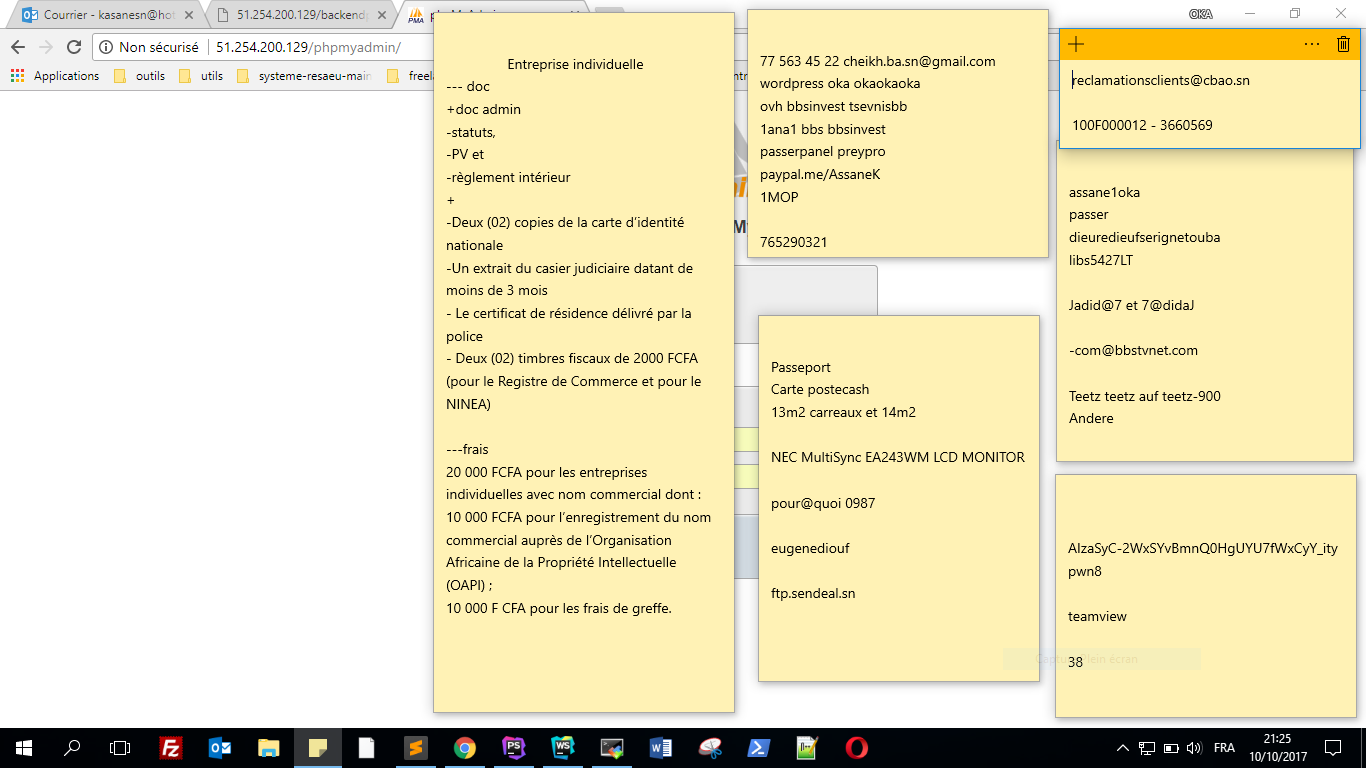 Courrier - kasanesn@hot
51.254.200.129/backend
OKA
Non sécurisé
51.254.200.129/phpmyadmin/
Applications
outils
utils
systeme-resaeu-main
Entreprise individuelle
--- doc
+doc admin
-statuts,
-PV et
-règlement intérieur
+
-Deux (02) copies de la carte d'identité
nationale
-Un extrait du casier judiciaire datant de
moins de 3 mois
- Le certificat de résidence délivré par la
police
- Deux (02) timbres fiscaux de 2000 FCFA
(pour le Registre de Commerce et pour le
NINEA)
---frais
20 000 FCFA pour les entreprises
individuelles avec nom commercial dont :
10 000 FCFA pour l'enregistrement du nom
commercial auprès de l'Organisation
Africaine de la Propriété Intellectuelle
(OAPI) ;
10 000 F CFA pour les frais de greffe.
77 563 45 22 cheikh.ba.sn@gmail.com
wordpress oka okaokaoka
ovh bbsinvest tsevnisbb
1ana1 bbs bbsinvest
passerpanel preypro
paypal.me/AssaneK
1MOP
765290321
Passeport
Carte postecash
13m2 carreaux et 14m2
NEC MultiSync EA243WM LCD MONITOR
pour@quoi 0987
eugenediouf
ftp.sendeal.sn
reclamationsclients@cbao.sn
100F000012 - 3660569
assane1oka
passer
dieuredieufserignetouba
libs5427LT
Jadid@7 et 7@didaJ
-com@bbstvnet.com
Teetz teetz auf teetz-900
Andere
AIzaSyC-2WxSYvBmnQ0HgUYU7fWxCyY_ity
pwn8
teamview
38
Capture Plein écran
FRA
21:25
10/10/2017